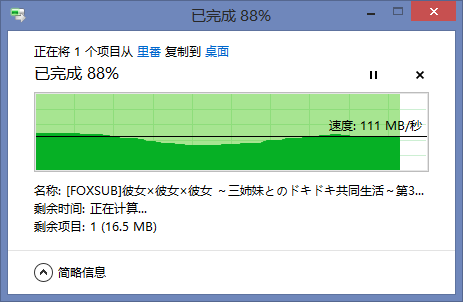 已完成 88%
正在将 1 个项目从 里番 复制到 桌面
已完成 88%
速度: 111 MB/秒
名称: [FOXSUB]彼女×彼女×彼女 ～三姉妹とのドキドキ共同生活～第3...
剩余时间: 正在计算...
剩余项目: 1 (16.5 MB)
简略信息